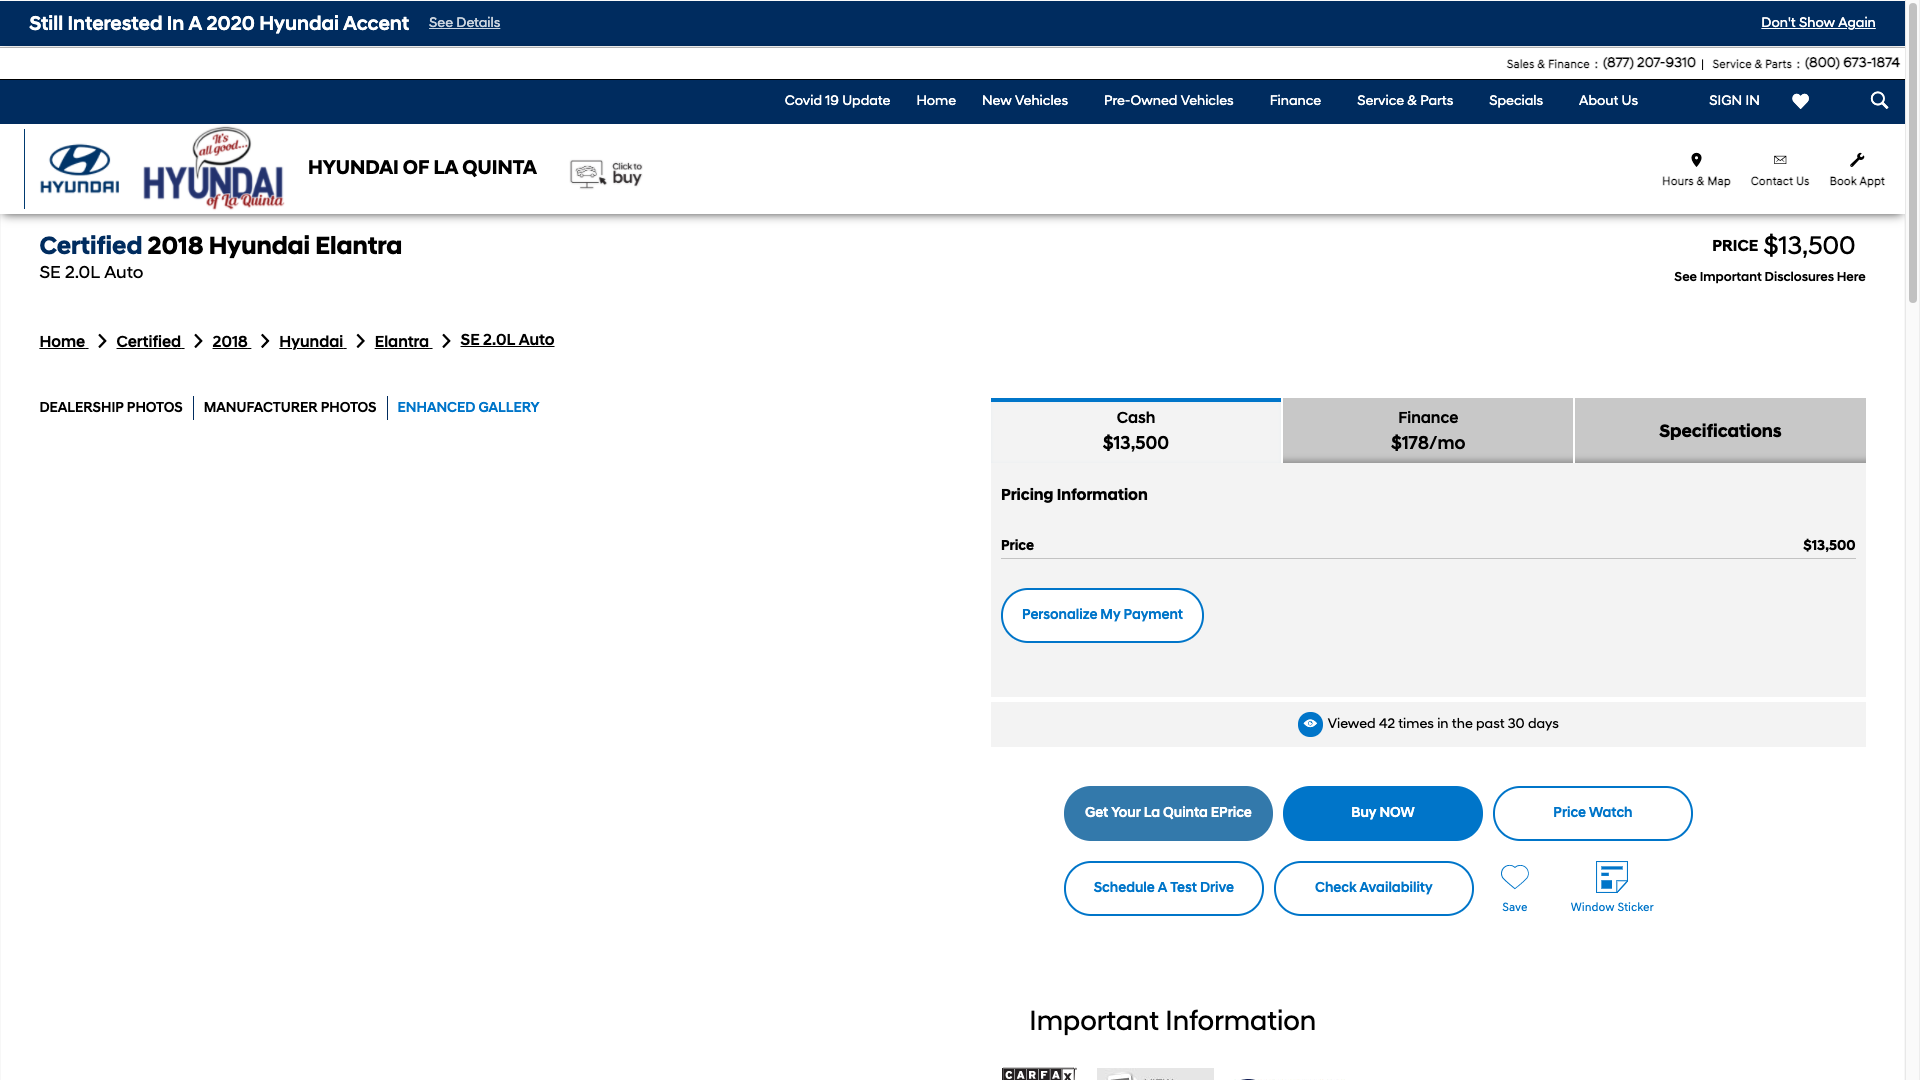 Still Interested In A 2020 Hyundai Accent See Details Don't Show Again
Sales & Finance : (877) 207-9310 | Service & Parts : (800) 673-1874
Covid 19 Update Home New Vehicles Pre-Owned Vehicles Finance Service & Parts Specials About Us SIGN IN
HYUNDAI
It's all good...
HYUNDAI
of La Quinta
HYUNDAI OF LA QUINTA
Click to
buy
Hours & Map Contact Us Book Appt
Certified 2018 Hyundai Elantra
SE 2.0L Auto
PRICE $13,500
See Important Disclosures Here
Home Certified 2018 Hyundai Elantra SE 2.0L Auto
DEALERSHIP PHOTOS MANUFACTURER PHOTOS ENHANCED GALLERY
Cash
$13,500
Finance
$178/mo
Specifications
Pricing Information
Price $13,500
Personalize My Payment
Viewed 42 times in the past 30 days
Get Your La Quinta EPrice Buy NOW Price Watch
Schedule A Test Drive Check Availability Save Window Sticker
Important Information
CARFAX